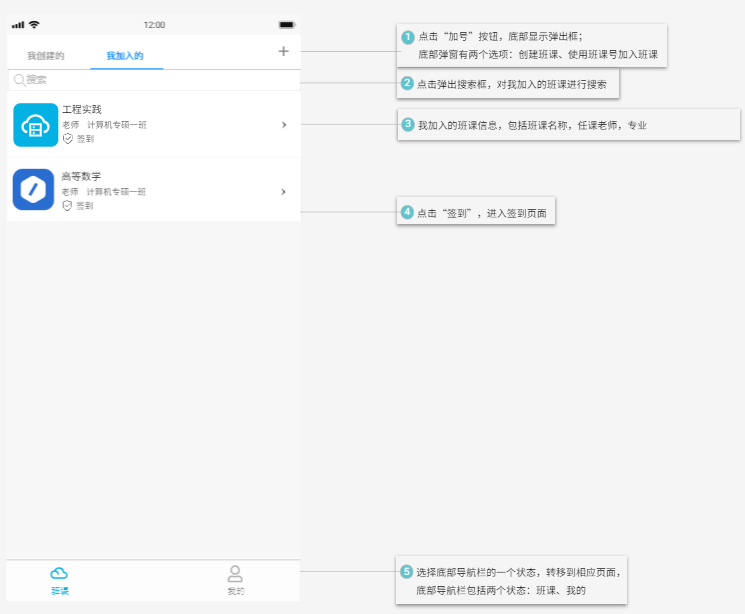 12:00
我创建的 我加入的 +
搜索
工程实践
老师 计算机专硕一班
签到
高等数学
老师 计算机专硕一班
签到
班课 我的
1 点击“加号”按钮，底部显示弹出框；
底部弹窗有两个选项：创建班课、使用班课号加入班课
2 点击弹出搜索框，对我加入的班课进行搜索
3 我加入的班课信息，包括班课名称，任课老师，专业
4 点击“签到”，进入签到页面
5 选择底部导航栏的一个状态，转移到相应页面，
底部导航栏包括两个状态：班课、我的